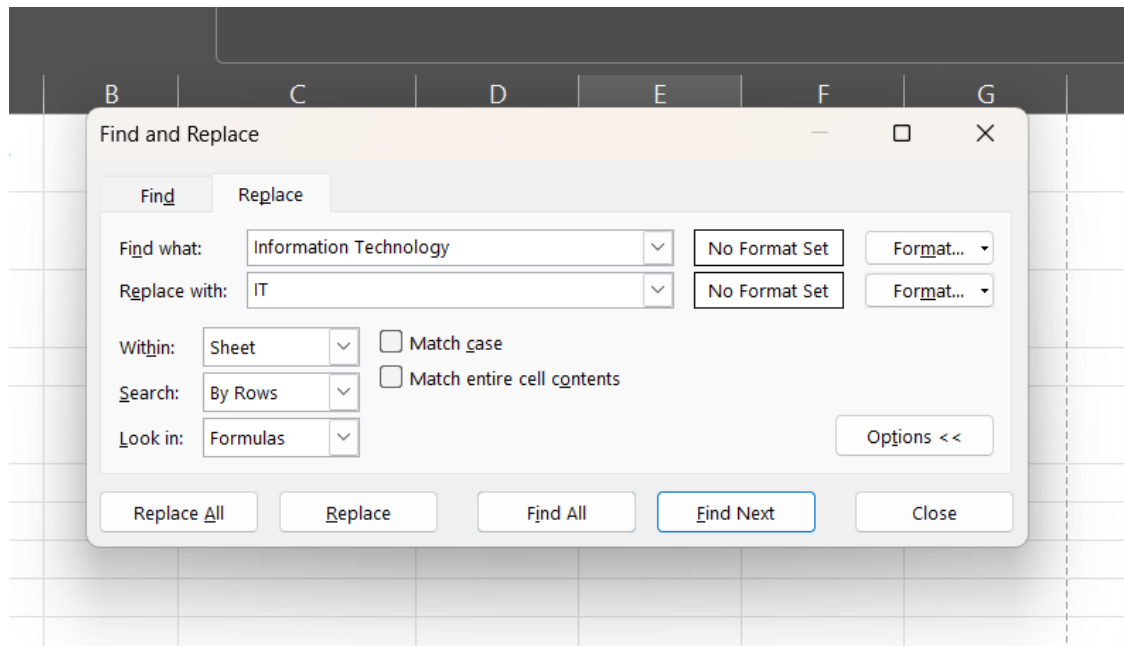 B C D E F G
Find and Replace
Find Replace
Find what: Information Technology No Format Set Format...
Replace with: IT No Format Set Format...
Within: Sheet Match case
Match entire cell contents
Search: By Rows
Look in: Formulas Options <<
Replace All Replace Find All Find Next Close